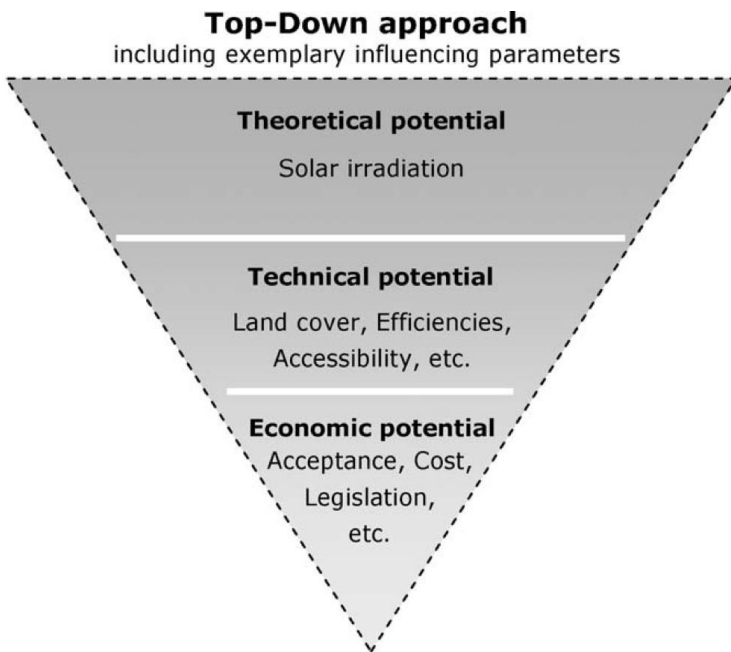 Top-Down approach
including exemplary influencing parameters
Theoretical potential
Solar irradiation
Technical potential
Land cover, Efficiencies,
Accessibility, etc.
Economic potential
Acceptance, Cost,
Legislation,
etc.